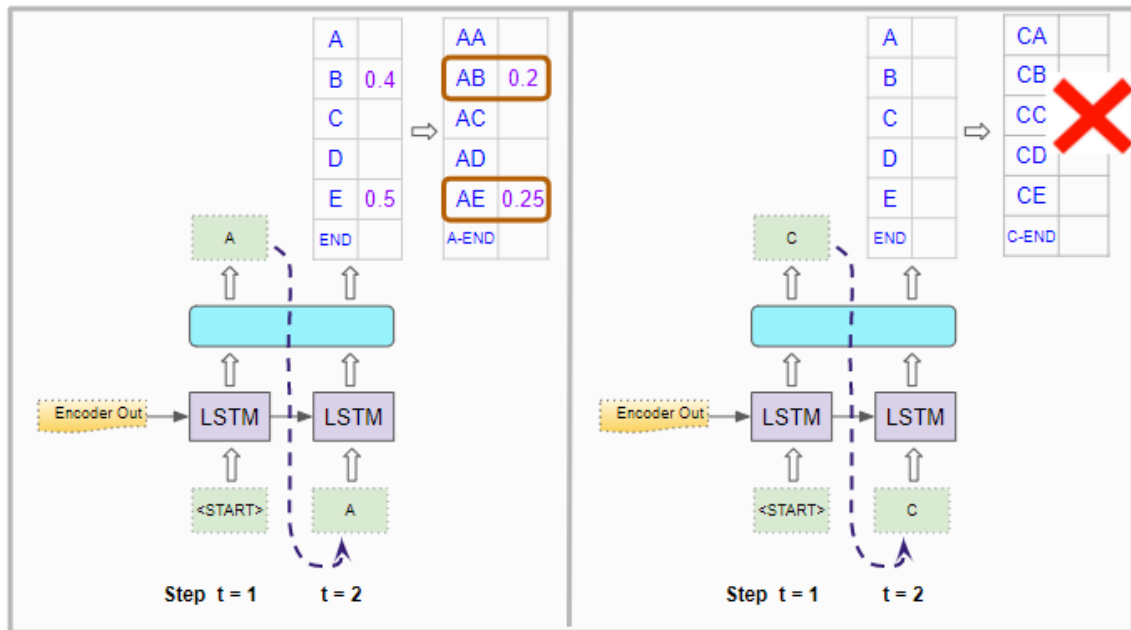 A
B 0.4
C
D
E 0.5
END
AA
AB 0.2
AC
AD
AE 0.25
A-END
A
LSTM
LSTM
Encoder Out
<START>
A
Step t = 1 t = 2
A
B
C
D
E
END
CA
CB
CC
CD
CE
C-END
C
LSTM
LSTM
Encoder Out
<START>
C
Step t = 1 t = 2